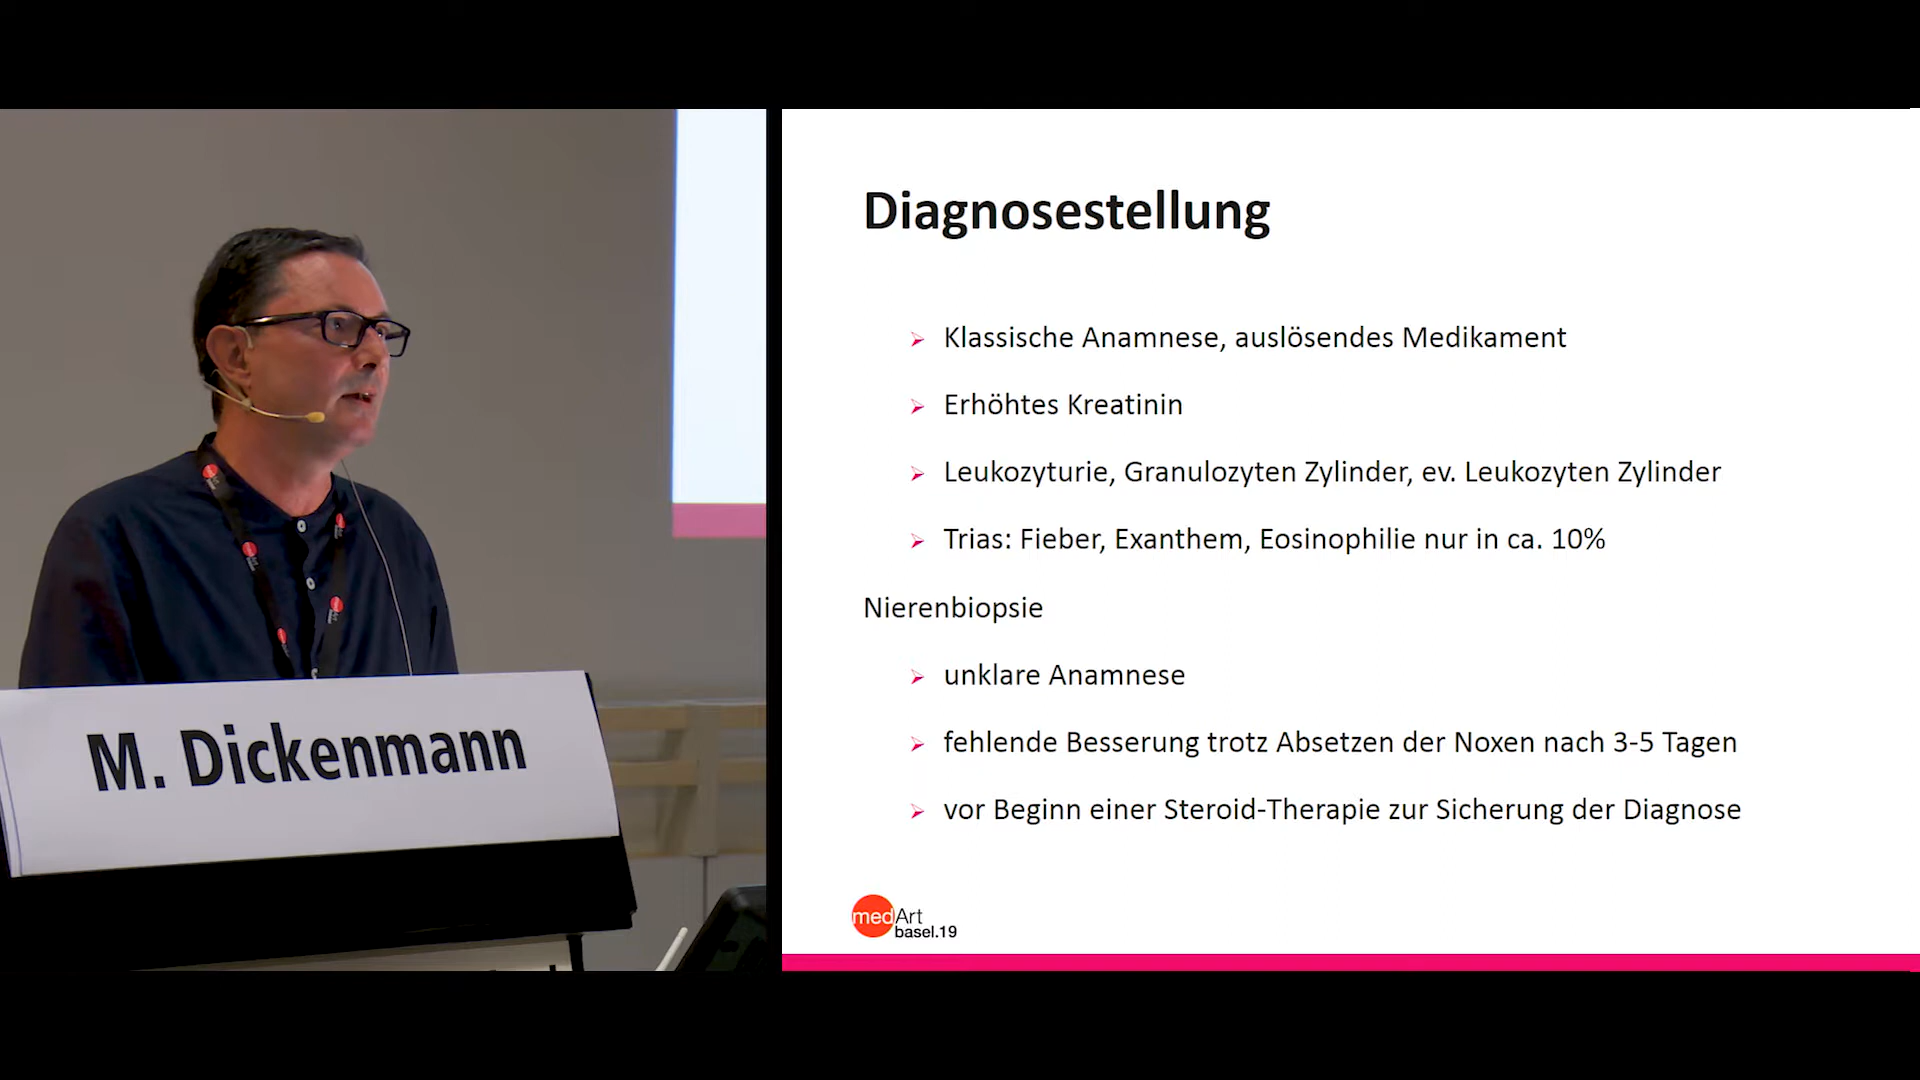 M. Dickenmann
Diagnosestellung
Klassische Anamnese, auslösendes Medikament
Erhöhtes Kreatinin
Leukozyturie, Granulozyten Zylinder, ev. Leukozyten Zylinder
Trias: Fieber, Exanthem, Eosinophilie nur in ca. 10%
Nierenbiopsie
unklare Anamnese
fehlende Besserung trotz Absetzen der Noxen nach 3-5 Tagen
vor Beginn einer Steroid-Therapie zur Sicherung der Diagnose
medArt
basel.19